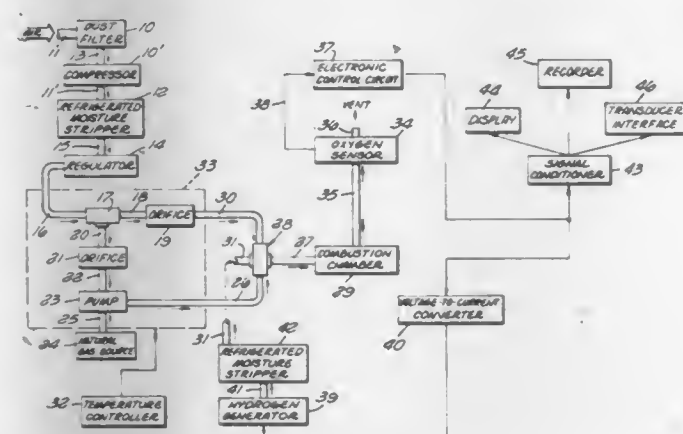 AIR
DUST
FILTER
10
11
13
COMPRESSOR
10'
11'
REFRIGERATED
MOISTURE
STRIPPER
12
15
REGULATOR
14
33
16
17
18
ORIFICE
19
30
20
21
ORIFICE
22
23
PUMP
26
25
24
NATURAL
GAS SOURCE
32
TEMPERATURE
CONTROLLER
31
28
27
COMBUSTION
CHAMBER
29
31
42
REFRIGERATED
MOISTURE
STRIPPER
41
HYDROGEN
GENERATOR
39
37
ELECTRONIC
CONTROL CIRCUIT
38
VENT
36
34
OXYGEN
SENSOR
35
45
RECORDER
44
DISPLAY
46
TRANSDUCER
INTERFACE
SIGNAL
CONDITIONER
43
VOLTAGE-TO-CURRENT
CONVERTER
40